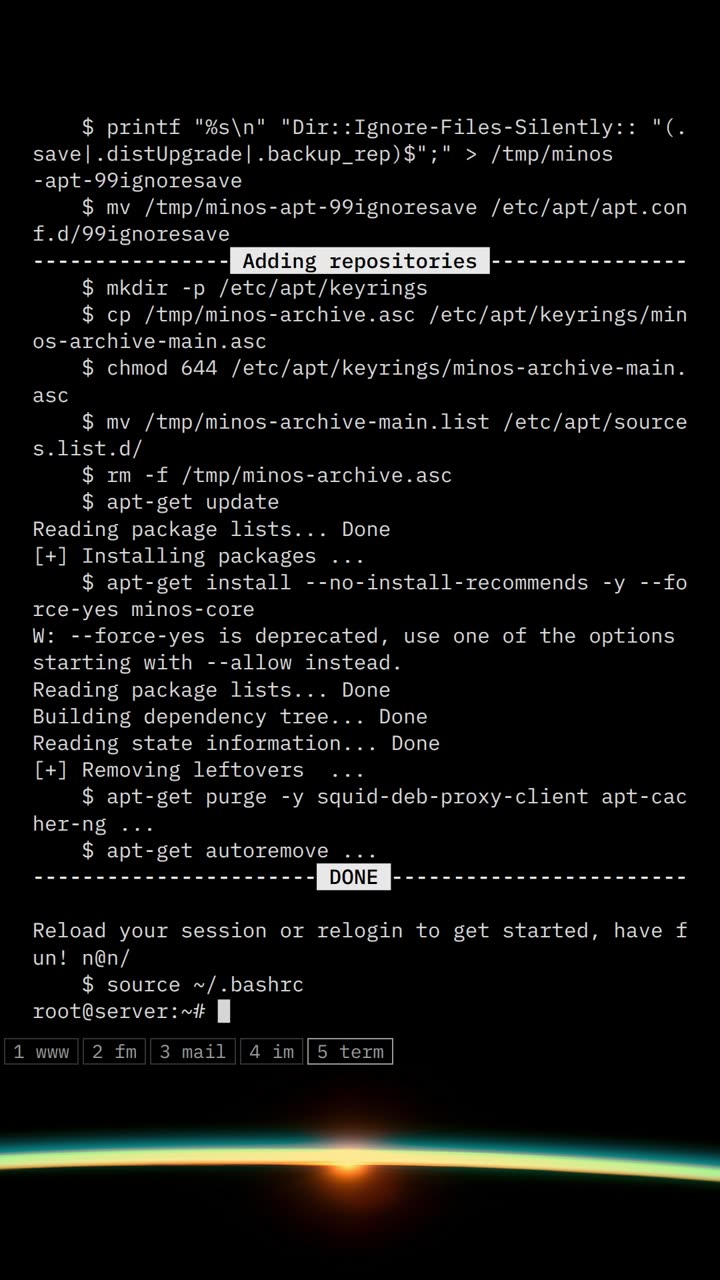 $ printf "%s\n" "Dir::Ignore-Files-Silently:: "(.
save|.distUpgrade|.backup_rep)$";" > /tmp/minos
-apt-99ignoresave
    $ mv /tmp/minos-apt-99ignoresave /etc/apt/apt.con
f.d/99ignoresave
---------------- Adding repositories ----------------
    $ mkdir -p /etc/apt/keyrings
    $ cp /tmp/minos-archive.asc /etc/apt/keyrings/min
os-archive-main.asc
    $ chmod 644 /etc/apt/keyrings/minos-archive-main.
asc
    $ mv /tmp/minos-archive-main.list /etc/apt/source
s.list.d/
    $ rm -f /tmp/minos-archive.asc
    $ apt-get update
Reading package lists... Done
[+] Installing packages ...
    $ apt-get install --no-install-recommends -y --fo
rce-yes minos-core
W: --force-yes is deprecated, use one of the options
starting with --allow instead.
Reading package lists... Done
Building dependency tree... Done
Reading state information... Done
[+] Removing leftovers  ...
    $ apt-get purge -y squid-deb-proxy-client apt-cac
her-ng ...
    $ apt-get autoremove ...
----------------------- DONE ------------------------
Reload your session or relogin to get started, have f
un! n@n/
    $ source ~/.bashrc
root@server:~#
1 www 2 fm 3 mail 4 im 5 term